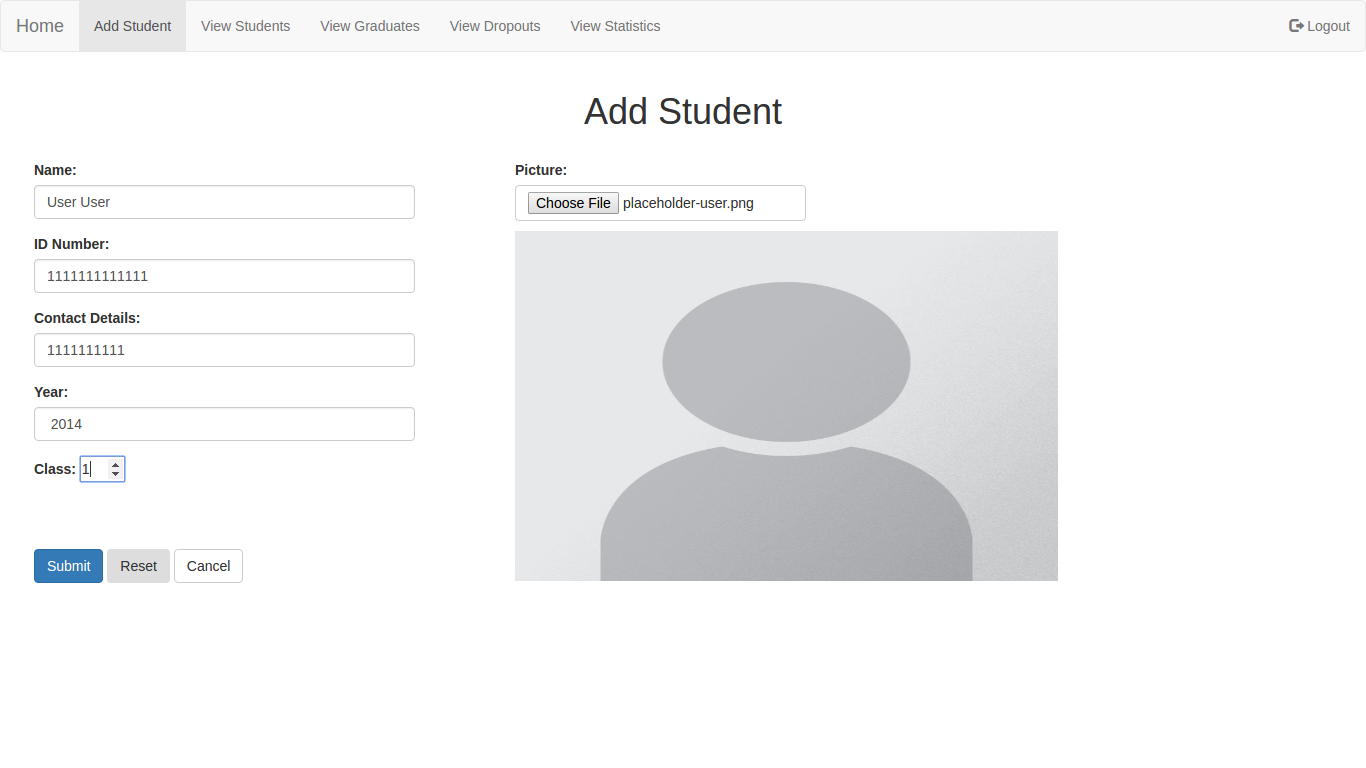 Home Add Student View Students View Graduates View Dropouts View Statistics Logout
Add Student
Name:
User User
ID Number:
1111111111111
Contact Details:
1111111111
Year:
2014
Class: 1
Submit Reset Cancel
Picture:
Choose File placeholder-user.png